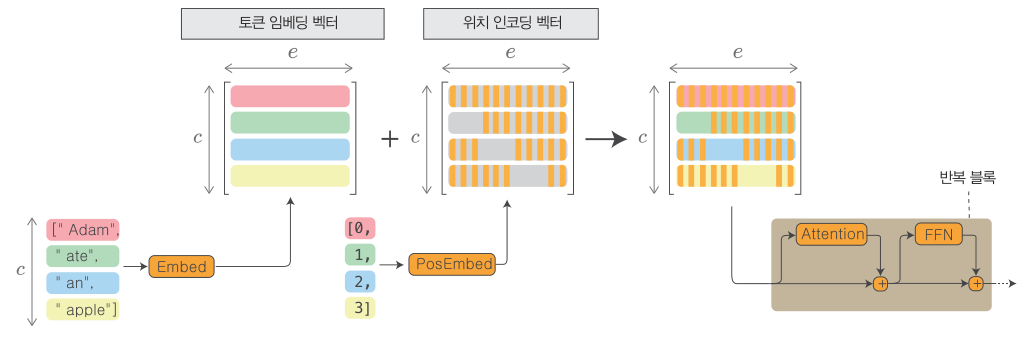 토큰 임베딩 벡터
위치 인코딩 벡터
e
e
e
c
+
c
c
반복 블록
[" Adam",
" ate",
" an",
" apple"]
c
Embed
[0,
1,
2,
3]
PosEmbed
Attention
FFN
+
+